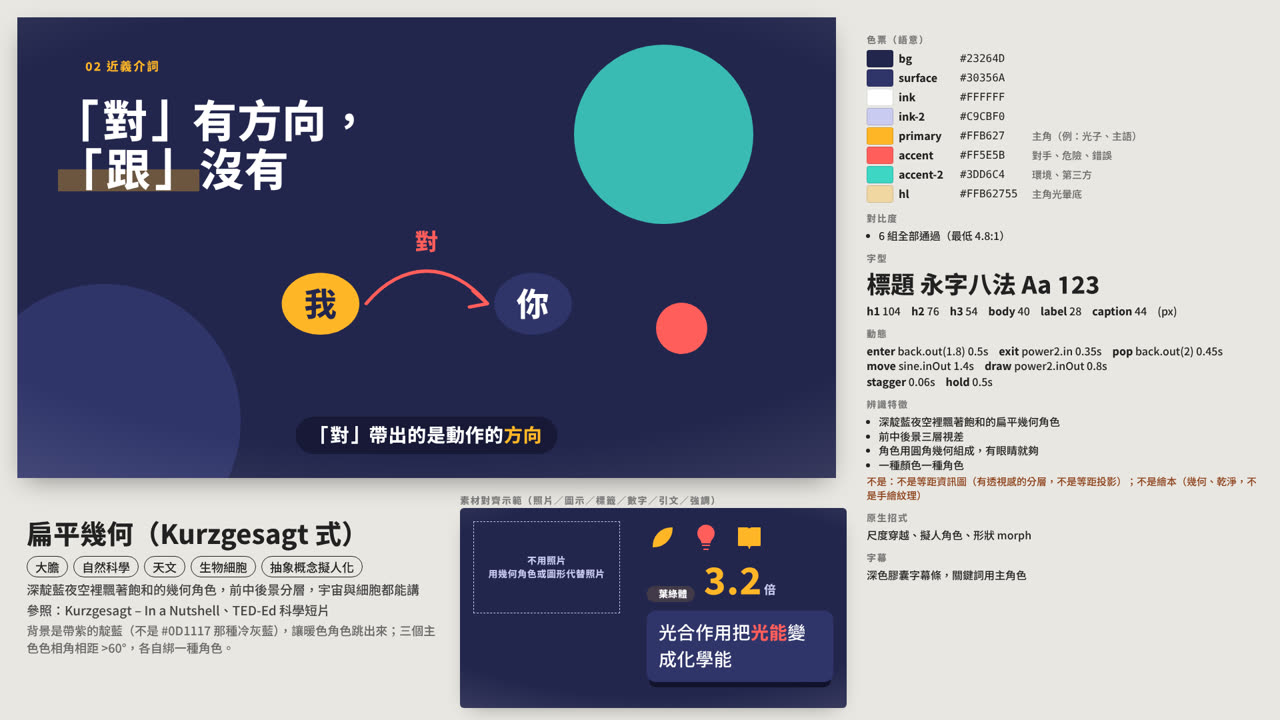 02 近義介詞
「對」有方向，
「跟」沒有
對
我
你
「對」帶出的是動作的方向
扁平幾何（Kurzgesagt 式）
大膽
自然科學
天文
生物細胞
抽象概念擬人化
深靛藍夜空裡飄著飽和的幾何角色，前中後景分層，宇宙與細胞都能講
參照：Kurzgesagt – In a Nutshell、TED-Ed 科學短片
背景是帶紫的靛藍（不是 #0D1117 那種冷灰藍），讓暖色角色跳出來；三個主
色色相角相距 >60°，各自綁一種角色。
素材對齊示範（照片／圖示／標籤／數字／引文／強調）
不用照片
用幾何角色或圖形代替照片
葉綠體
3.2倍
光合作用把光能變
成化學能
色票（語意）
bg #23264D
surface #30356A
ink #FFFFFF
ink-2 #C9CBF0
primary #FFB627 主角（例：光子、主語）
accent #FF5E5B 對手、危險、錯誤
accent-2 #3DD6C4 環境、第三方
hl #FFB62755 主角光暈底
對比度
6 組全部通過（最低 4.8:1）
字型
標題 永字八法 Aa 123
h1 104 h2 76 h3 54 body 40 label 28 caption 44 (px)
動態
enter back.out(1.8) 0.5s exit power2.in 0.35s pop back.out(2) 0.45s
move sine.inOut 1.4s draw power2.inOut 0.8s
stagger 0.06s hold 0.5s
辨識特徵
深靛藍夜空裡飄著飽和的扁平幾何角色
前中後景三層視差
角色用圓角幾何組成，有眼睛就夠
一種顏色一種角色
不是：不是等距資訊圖（有透視感的分層，不是等距投影）；不是繪本（幾何、乾淨，不
是手繪紋理）
原生招式
尺度穿越、擬人角色、形狀 morph
字幕
深色膠囊字幕條，關鍵詞用主角色